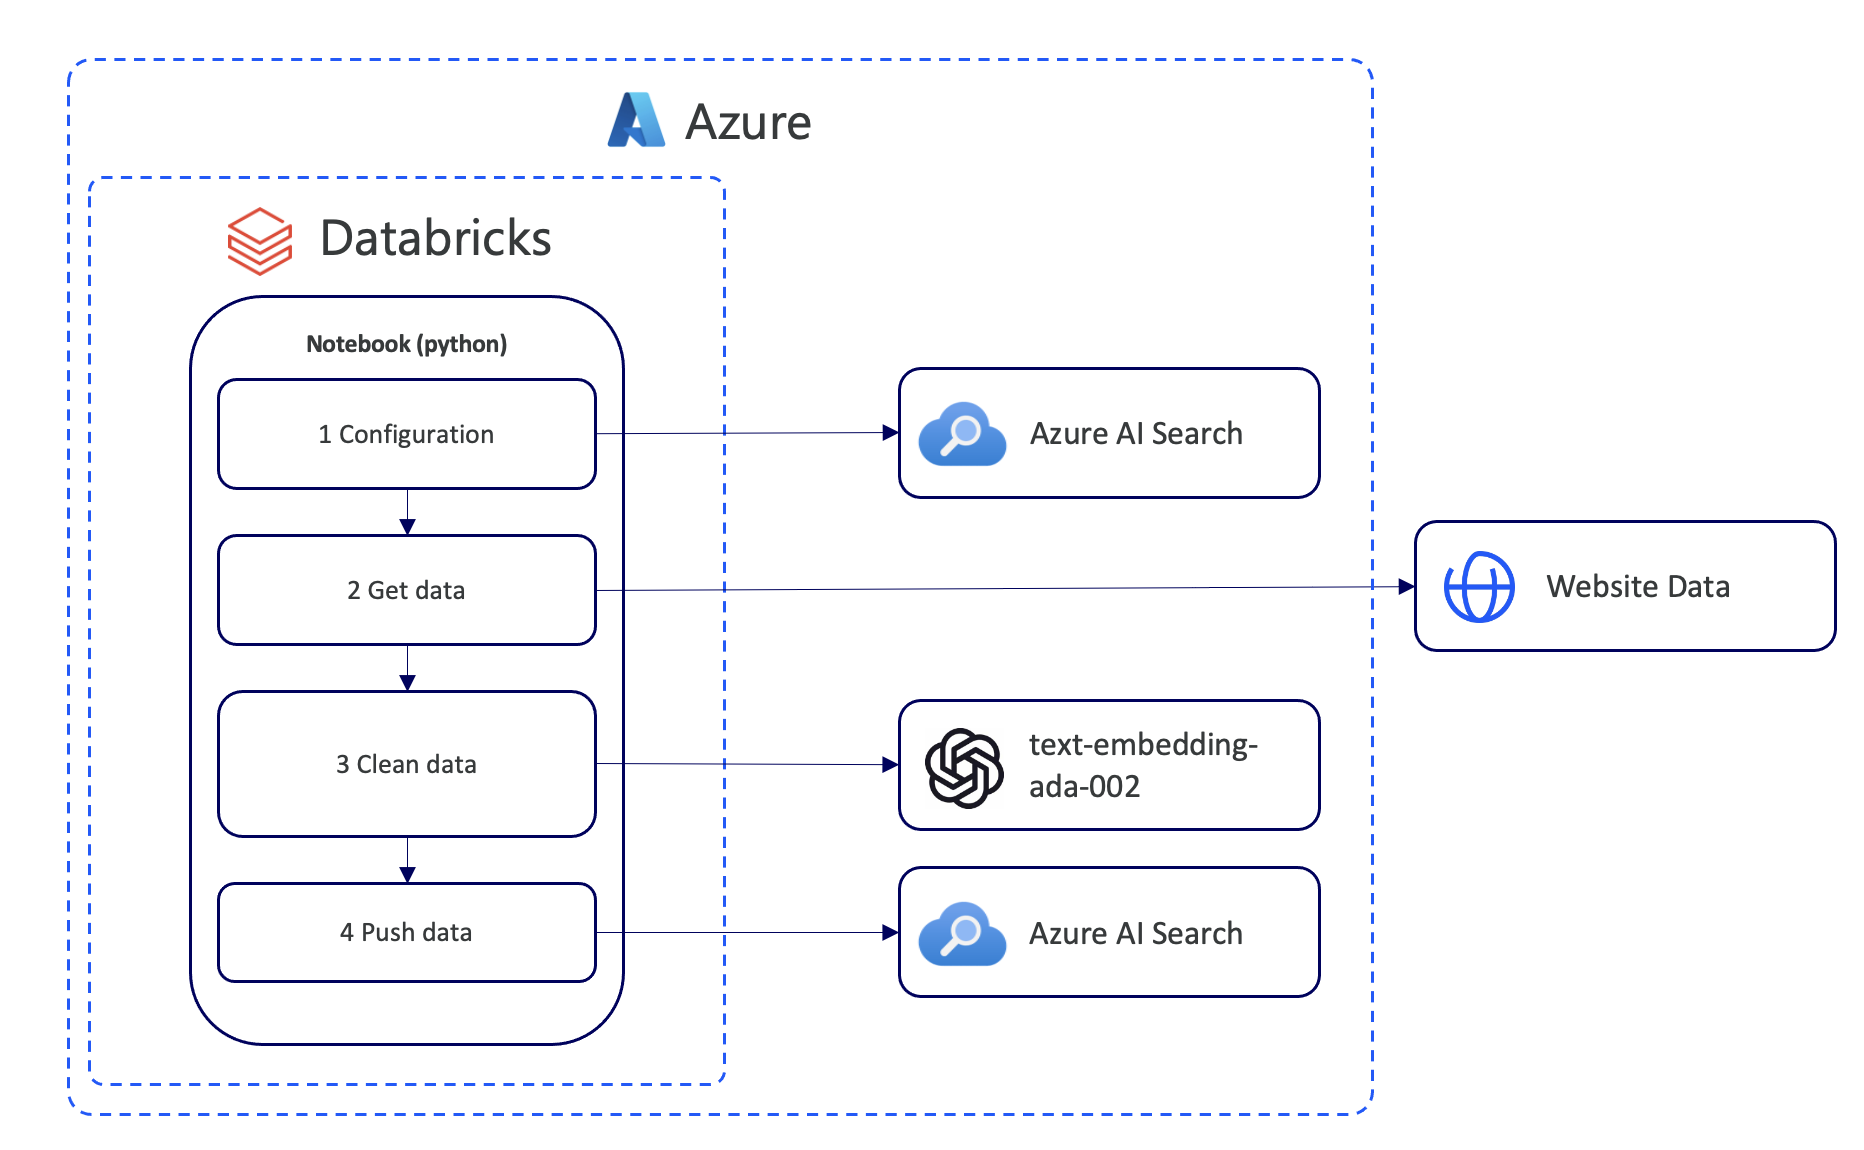 Azure
Databricks
Notebook (python)
1 Configuration
Azure AI Search
2 Get data
Website Data
3 Clean data
text-embedding-
ada-002
4 Push data
Azure AI Search